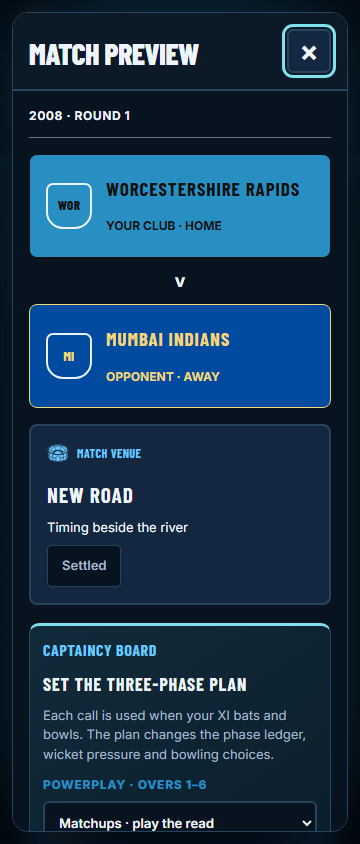 MATCH PREVIEW
×
2008 · ROUND 1
WOR
WORCESTERSHIRE RAPIDS
YOUR CLUB · HOME
V
MI
MUMBAI INDIANS
OPPONENT · AWAY
MATCH VENUE
NEW ROAD
Timing beside the river
Settled
CAPTAINCY BOARD
SET THE THREE-PHASE PLAN
Each call is used when your XI bats and
bowls. The plan changes the phase ledger,
wicket pressure and bowling choices.
POWERPLAY · OVERS 1–6
Matchups · play the read